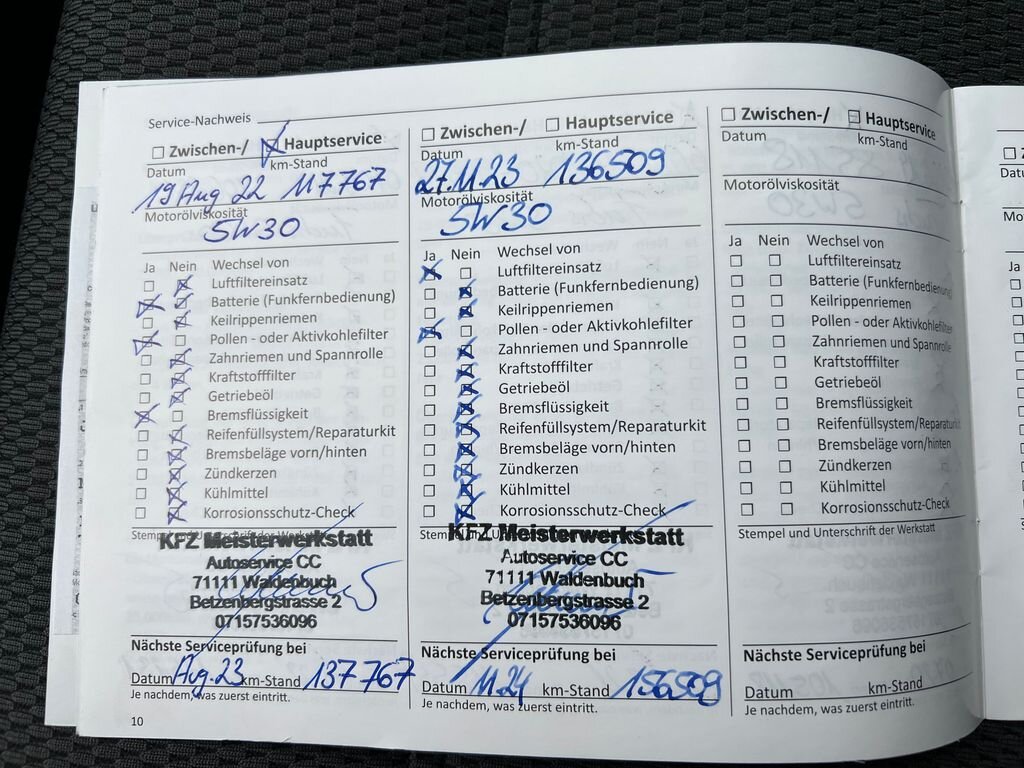 Service-Nachweis
Zwischen-/ Hauptservice
Datum km-Stand
19 Aug 22 117767
Motorölviskosität
5W30
Ja Nein Wechsel von
Luftfiltereinsatz
Batterie (Funkfernbedienung)
Keilrippenriemen
Pollen - oder Aktivkohlefilter
Zahnriemen und Spannrolle
Kraftstofffilter
Getriebeöl
Bremsflüssigkeit
Reifenfüllsystem/Reparaturkit
Bremsbeläge vorn/hinten
Zündkerzen
Kühlmittel
Korrosionsschutz-Check
KFZ Meisterwerkstatt
Autoservice CC
71111 Waldenbuch
Betzenbergstrasse 2
07157536096
Nächste Serviceprüfung bei
Datum Aug.23 km-Stand 137767
Je nachdem, was zuerst eintritt.
10
Zwischen-/ Hauptservice
Datum km-Stand
27.11.23 136509
Motorölviskosität
5W30
Ja Nein Wechsel von
Luftfiltereinsatz
Batterie (Funkfernbedienung)
Keilrippenriemen
Pollen - oder Aktivkohlefilter
Zahnriemen und Spannrolle
Kraftstofffilter
Getriebeöl
Bremsflüssigkeit
Reifenfüllsystem/Reparaturkit
Bremsbeläge vorn/hinten
Zündkerzen
Kühlmittel
Korrosionsschutz-Check
KFZ Meisterwerkstatt
Autoservice CC
71111 Waldenbuch
Betzenbergstrasse 2
07157536096
Nächste Serviceprüfung bei
Datum 11.24 km-Stand 156509
Je nachdem, was zuerst eintritt.
Zwischen-/ Hauptservice
Datum km-Stand
Motorölviskosität
Ja Nein Wechsel von
Luftfiltereinsatz
Batterie (Funkfernbedienung)
Keilrippenriemen
Pollen - oder Aktivkohlefilter
Zahnriemen und Spannrolle
Kraftstofffilter
Getriebeöl
Bremsflüssigkeit
Reifenfüllsystem/Reparaturkit
Bremsbeläge vorn/hinten
Zündkerzen
Kühlmittel
Korrosionsschutz-Check
Stempel und Unterschrift der Werkstatt
Nächste Serviceprüfung bei
Datum km-Stand
Je nachdem, was zuerst eintritt.